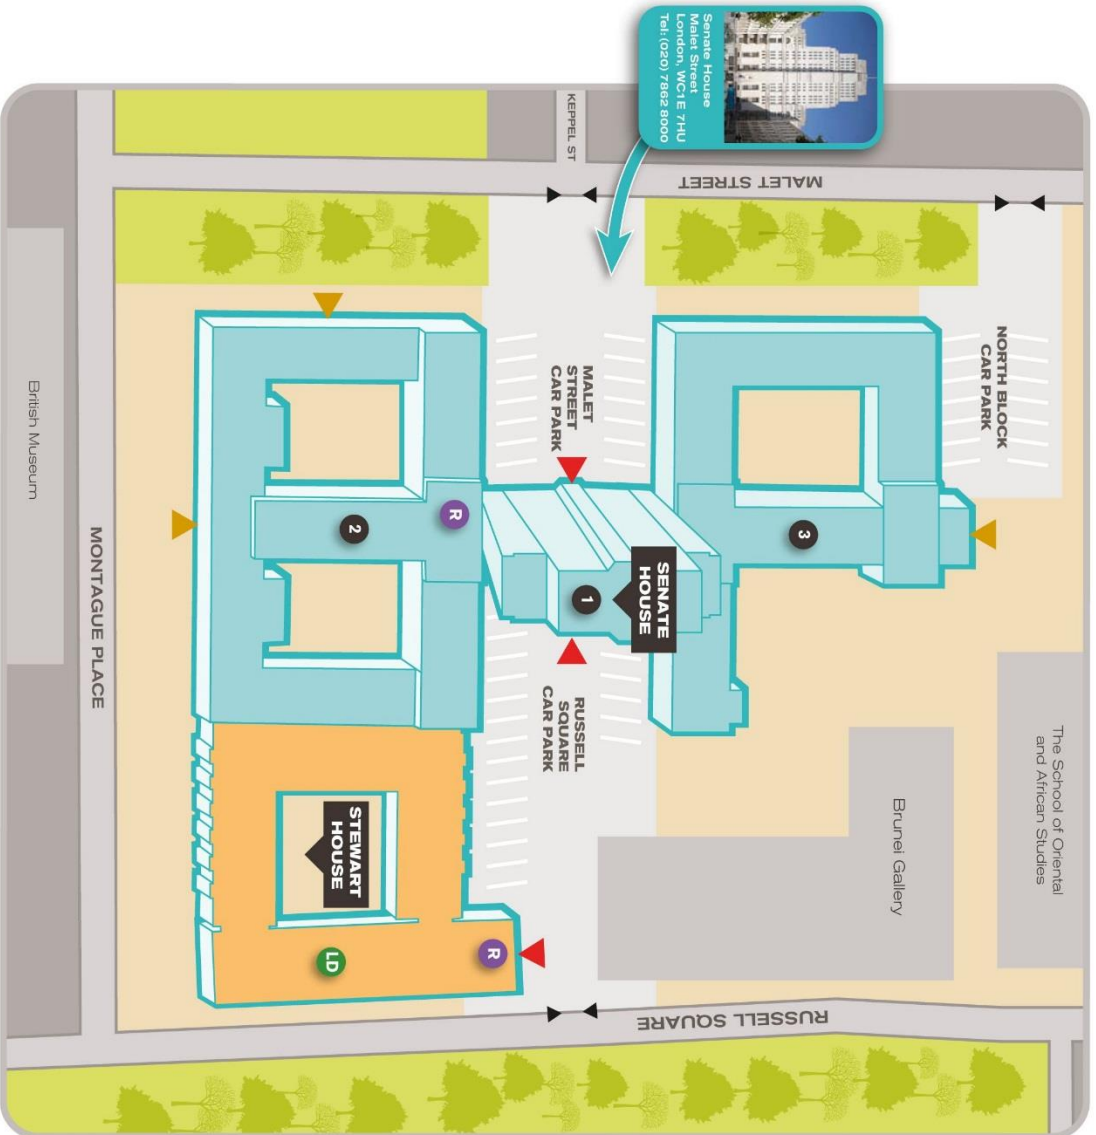 Senate House
Malet Street
London, WC1E 7HU
Tel: (020) 7862 8000
KEPPEL ST
MALET STREET
NORTH BLOCK
CAR PARK
MALET
STREET
CAR PARK
British Museum
MONTAGUE PLACE
R
2
3
1
SENATE
HOUSE
RUSSELL
SQUARE
CAR PARK
The School of Oriental
and African Studies
Brunei Gallery
STEWART
HOUSE
LD
R
RUSSELL SQUARE